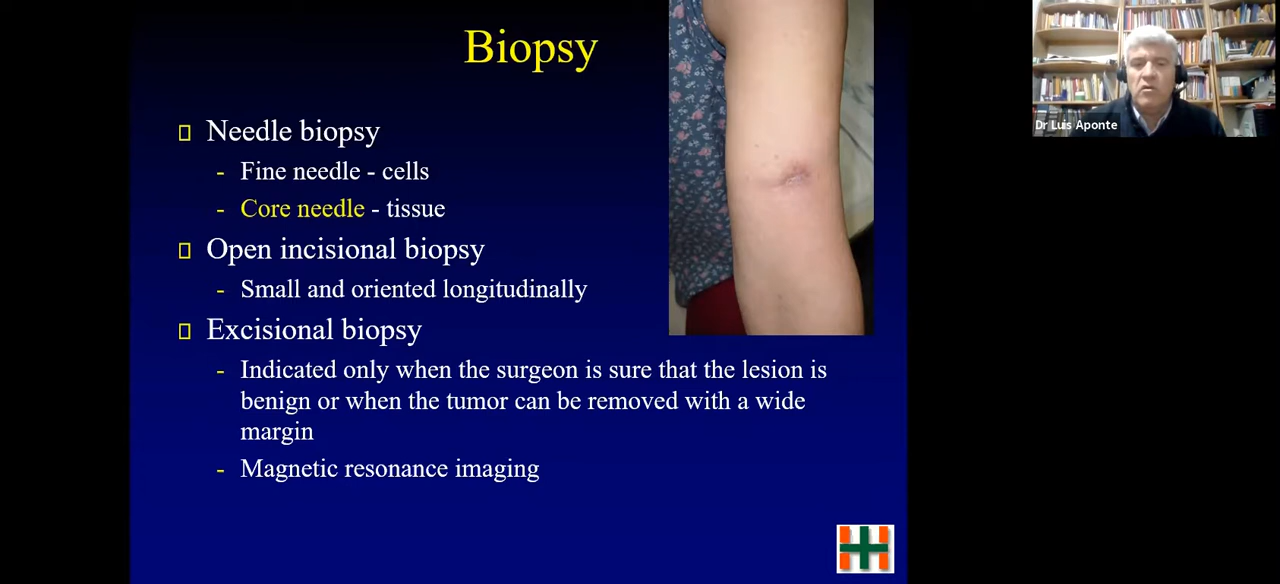 Biopsy
Needle biopsy
- Fine needle - cells
- Core needle - tissue
Open incisional biopsy
- Small and oriented longitudinally
Excisional biopsy
- Indicated only when the surgeon is sure that the lesion is
benign or when the tumor can be removed with a wide
margin
- Magnetic resonance imaging
Dr Luis Aponte